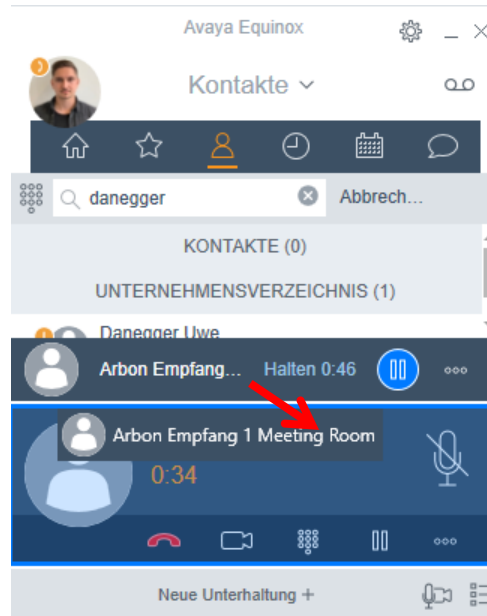 Avaya Equinox
Kontakte
danegger
Abbrech...
KONTAKTE (0)
UNTERNEHMENSVERZEICHNIS (1)
Danegger Uwe
Arbon Empfang... Halten 0:46
Arbon Empfang 1 Meeting Room
0:34
Neue Unterhaltung +